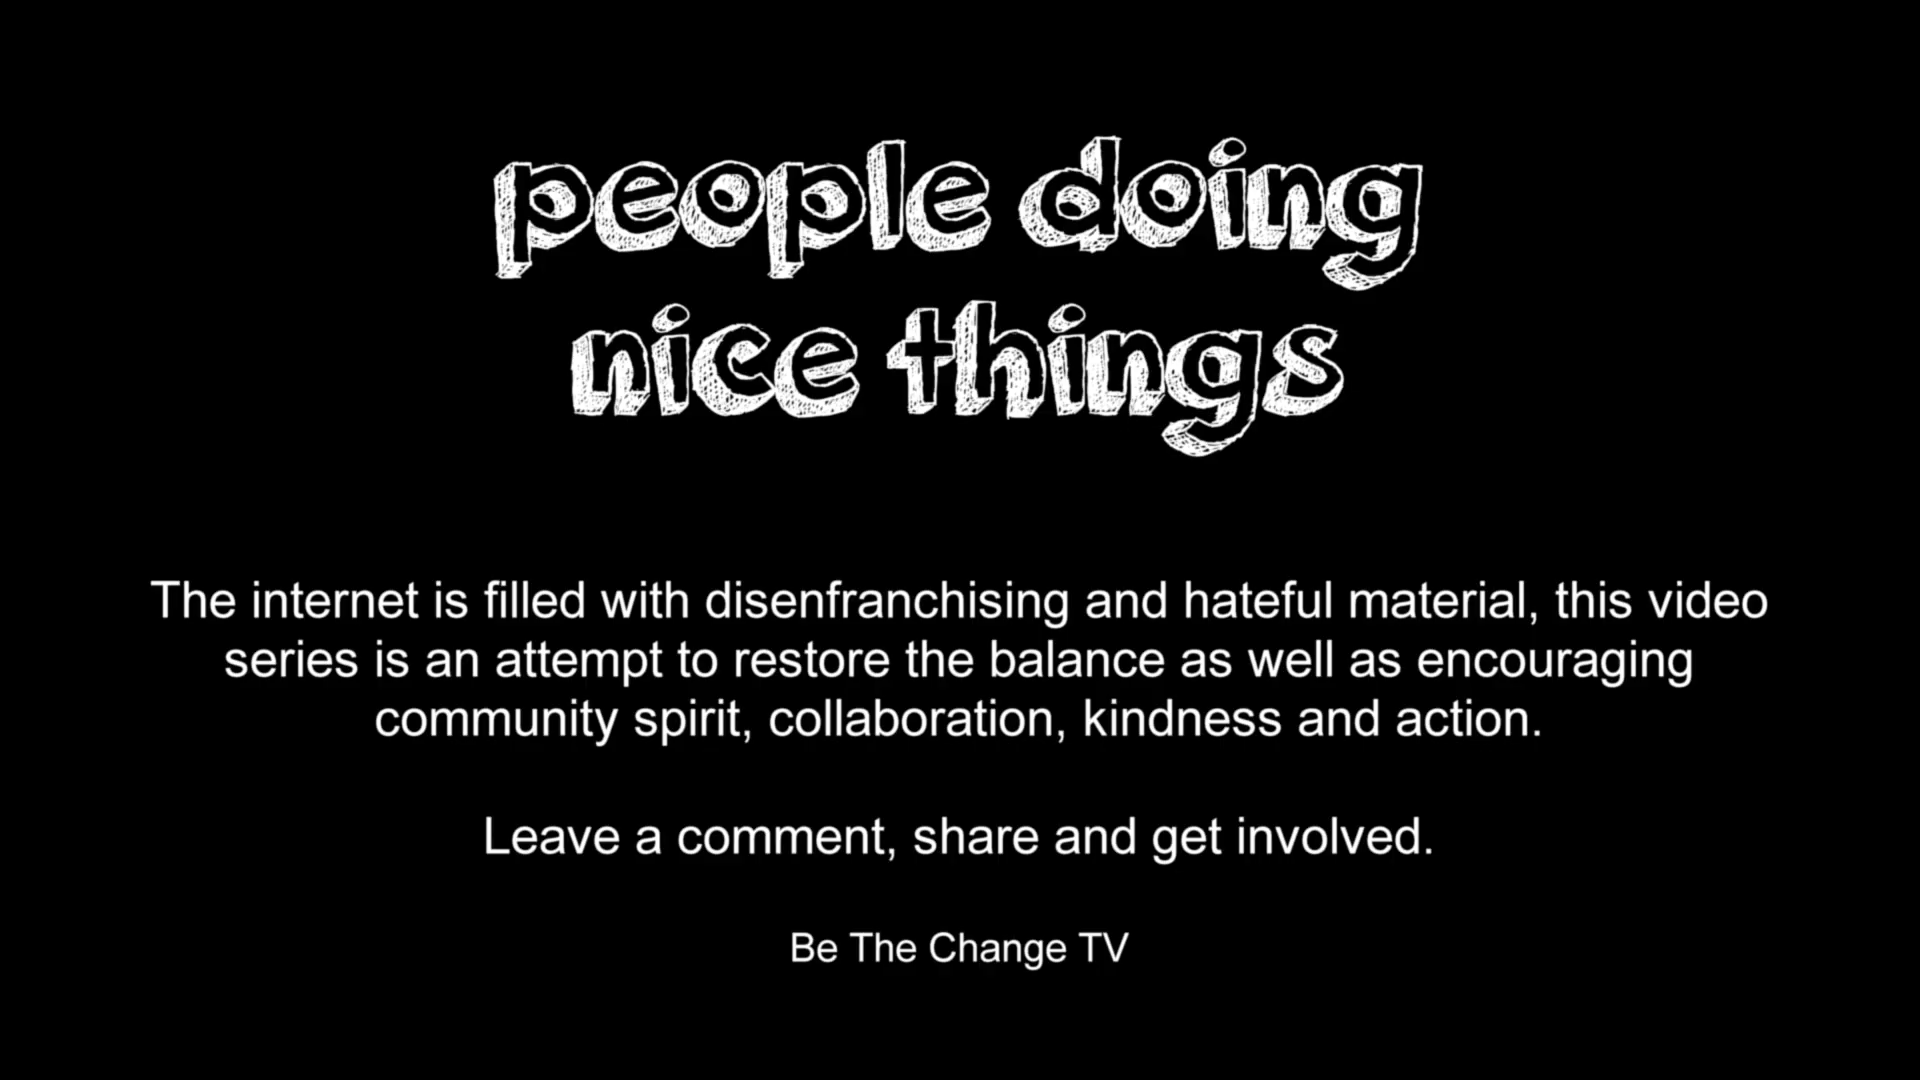 people doing
nice things
The internet is filled with disenfranchising and hateful material, this video
series is an attempt to restore the balance as well as encouraging
community spirit, collaboration, kindness and action.
Leave a comment, share and get involved.
Be The Change TV